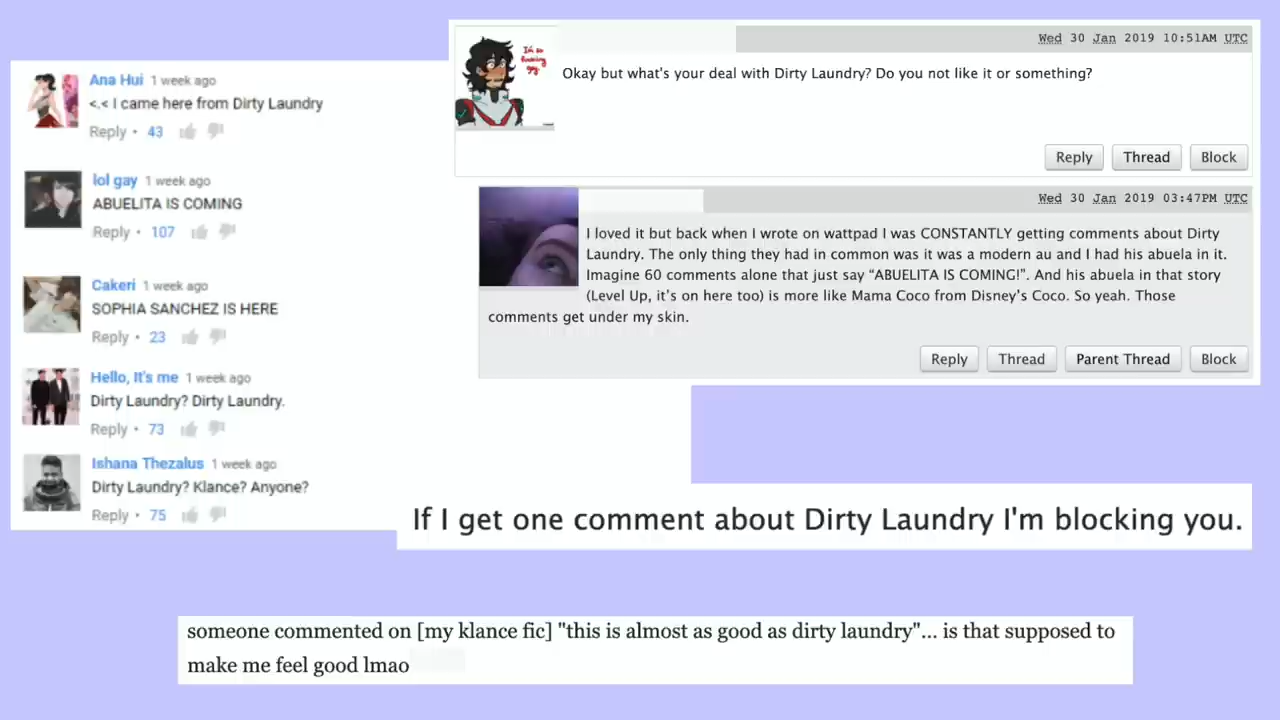 Ana Hui 1 week ago
<.< I came here from Dirty Laundry
Reply • 43
lol gay 1 week ago
ABUELITA IS COMING
Reply • 107
Cakeri 1 week ago
SOPHIA SANCHEZ IS HERE
Reply • 23
Hello, It's me 1 week ago
Dirty Laundry? Dirty Laundry.
Reply • 73
Ishana Thezalus 1 week ago
Dirty Laundry? Klance? Anyone?
Reply • 75
Wed 30 Jan 2019 10:51AM UTC
I'm so fucking gay
Okay but what's your deal with Dirty Laundry? Do you not like it or something?
Reply Thread Block
Wed 30 Jan 2019 03:47PM UTC
I loved it but back when I wrote on wattpad I was CONSTANTLY getting comments about Dirty
Laundry. The only thing they had in common was it was a modern au and I had his abuela in it.
Imagine 60 comments alone that just say “ABUELITA IS COMING!”. And his abuela in that story
(Level Up, it’s on here too) is more like Mama Coco from Disney’s Coco. So yeah. Those
comments get under my skin.
Reply Thread Parent Thread Block
If I get one comment about Dirty Laundry I'm blocking you.
someone commented on [my klance fic] "this is almost as good as dirty laundry"... is that supposed to
make me feel good lmao